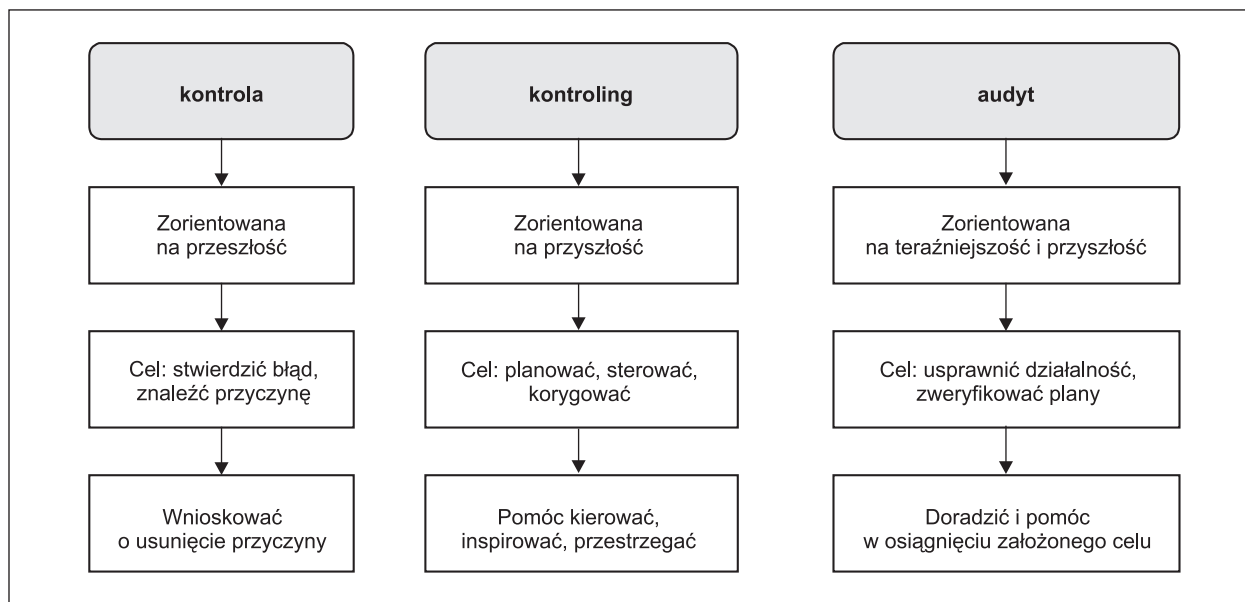 kontrola
Zorientowana
na przeszłość
Cel: stwierdzić błąd,
znaleźć przyczynę
Wnioskować
o usunięcie przyczyny
kontroling
Zorientowana
na przyszłość
Cel: planować, sterować,
korygować
Pomóc kierować,
inspirować, przestrzegać
audyt
Zorientowana
na teraźniejszość i przyszłość
Cel: usprawnić działalność,
zweryfikować plany
Doradzić i pomóc
w osiągnięciu założonego celu